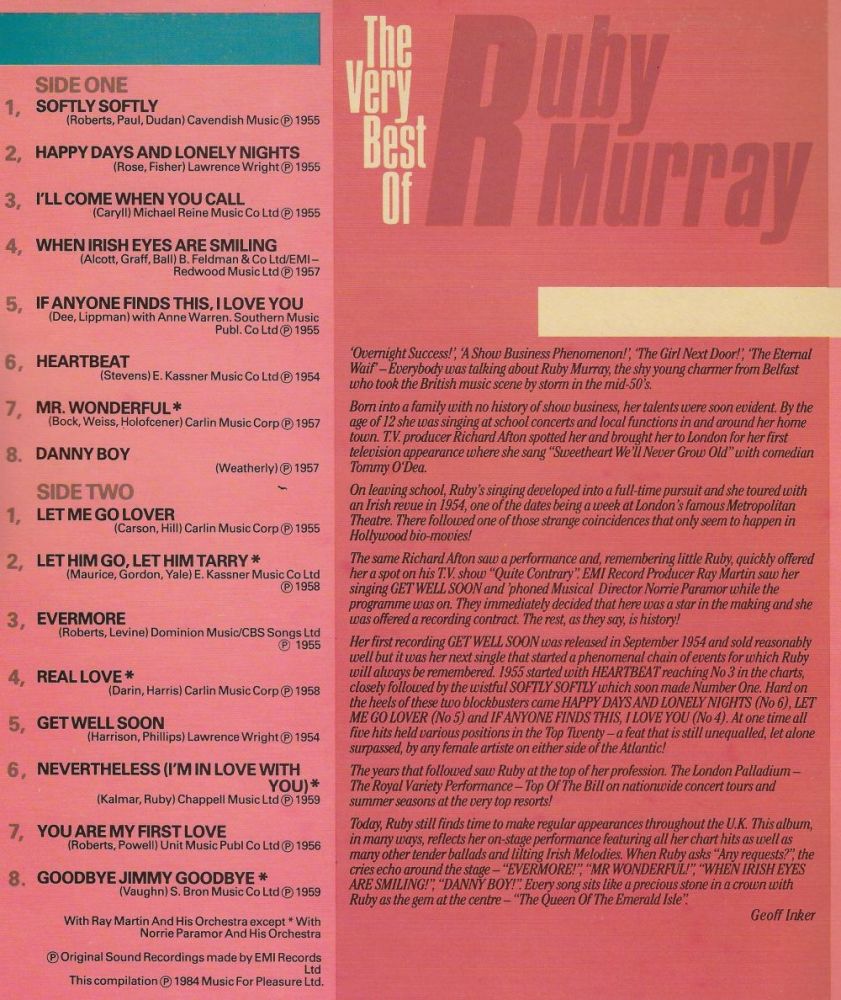 SIDE ONE
1, SOFTLY SOFTLY
(Roberts, Paul, Dudan) Cavendish Music ℗ 1955
2, HAPPY DAYS AND LONELY NIGHTS
(Rose, Fisher) Lawrence Wright ℗ 1955
3, I'LL COME WHEN YOU CALL
(Caryll) Michael Reine Music Co Ltd ℗ 1955
4, WHEN IRISH EYES ARE SMILING
(Alcott, Graff, Ball) B. Feldman & Co Ltd/EMI–
Redwood Music Ltd ℗ 1957
5, IF ANYONE FINDS THIS, I LOVE YOU
(Dee, Lippman) with Anne Warren. Southern Music
Publ. Co Ltd ℗ 1955
6, HEARTBEAT
(Stevens) E. Kassner Music Co Ltd ℗ 1954
7, MR. WONDERFUL*
(Bock, Weiss, Holofcener) Carlin Music Corp ℗ 1957
8. DANNY BOY
(Weatherly) ℗ 1957
SIDE TWO
1, LET ME GO LOVER
(Carson, Hill) Carlin Music Corp ℗ 1955
2, LET HIM GO, LET HIM TARRY *
(Maurice, Gordon, Yale) E. Kassner Music Co Ltd
℗ 1958
3, EVERMORE
(Roberts, Levine) Dominion Music/CBS Songs Ltd
℗ 1955
4, REAL LOVE *
(Darin, Harris) Carlin Music Corp ℗ 1958
5, GET WELL SOON
(Harrison, Phillips) Lawrence Wright ℗ 1954
6, NEVERTHELESS (I'M IN LOVE WITH
YOU)*
(Kalmar, Ruby) Chappell Music Ltd ℗ 1959
7, YOU ARE MY FIRST LOVE
(Roberts, Powell) Unit Music Publ Co Ltd ℗ 1956
8. GOODBYE JIMMY GOODBYE *
(Vaughn) S. Bron Music Co Ltd ℗ 1959
With Ray Martin And His Orchestra except * With
Norrie Paramor And His Orchestra
℗ Original Sound Recordings made by EMI Records
Ltd
This compilation ℗ 1984 Music For Pleasure Ltd.
The
Very
Best
Of
Ruby
Murray
'Overnight Success!', 'A Show Business Phenomenon!', 'The Girl Next Door!', 'The Eternal
Waif' – Everybody was talking about Ruby Murray, the shy young charmer from Belfast
who took the British music scene by storm in the mid-50's.
Born into a family with no history of show business, her talents were soon evident. By the
age of 12 she was singing at school concerts and local functions in and around her home
town. T.V. producer Richard Afton spotted her and brought her to London for her first
television appearance where she sang "Sweetheart We'll Never Grow Old" with comedian
Tommy O'Dea.
On leaving school, Ruby's singing developed into a full-time pursuit and she toured with
an Irish revue in 1954, one of the dates being a week at London's famous Metropolitan
Theatre. There followed one of those strange coincidences that only seem to happen in
Hollywood bio-movies!
The same Richard Afton saw a performance and, remembering little Ruby, quickly offered
her a spot on his T.V. show "Quite Contrary". EMI Record Producer Ray Martin saw her
singing GET WELL SOON and 'phoned Musical Director Norrie Paramor while the
programme was on. They immediately decided that here was a star in the making and she
was offered a recording contract. The rest, as they say, is history!
Her first recording GET WELL SOON was released in September 1954 and sold reasonably
well but it was her next single that started a phenomenal chain of events for which Ruby
will always be remembered. 1955 started with HEARTBEAT reaching No 3 in the charts,
closely followed by the wistful SOFTLY SOFTLY which soon made Number One. Hard on
the heels of these two blockbusters came HAPPY DAYS AND LONELY NIGHTS (No 6), LET
ME GO LOVER (No 5) and IF ANYONE FINDS THIS, I LOVE YOU (No 4). At one time all
five hits held various positions in the Top Twenty – a feat that is still unequalled, let alone
surpassed, by any female artiste on either side of the Atlantic!
The years that followed saw Ruby at the top of her profession. The London Palladium –
The Royal Variety Performance – Top Of The Bill on nationwide concert tours and
summer seasons at the very top resorts!
Today, Ruby still finds time to make regular appearances throughout the U.K. This album,
in many ways, reflects her on-stage performance featuring all her chart hits as well as
many other tender ballads and lilting Irish Melodies. When Ruby asks "Any requests?", the
cries echo around the stage – "EVERMORE!", "MR WONDERFUL!", "WHEN IRISH EYES
ARE SMILING!", "DANNY BOY!". Every song sits like a precious stone in a crown with
Ruby as the gem at the centre – "The Queen Of The Emerald Isle".
Geoff Inker